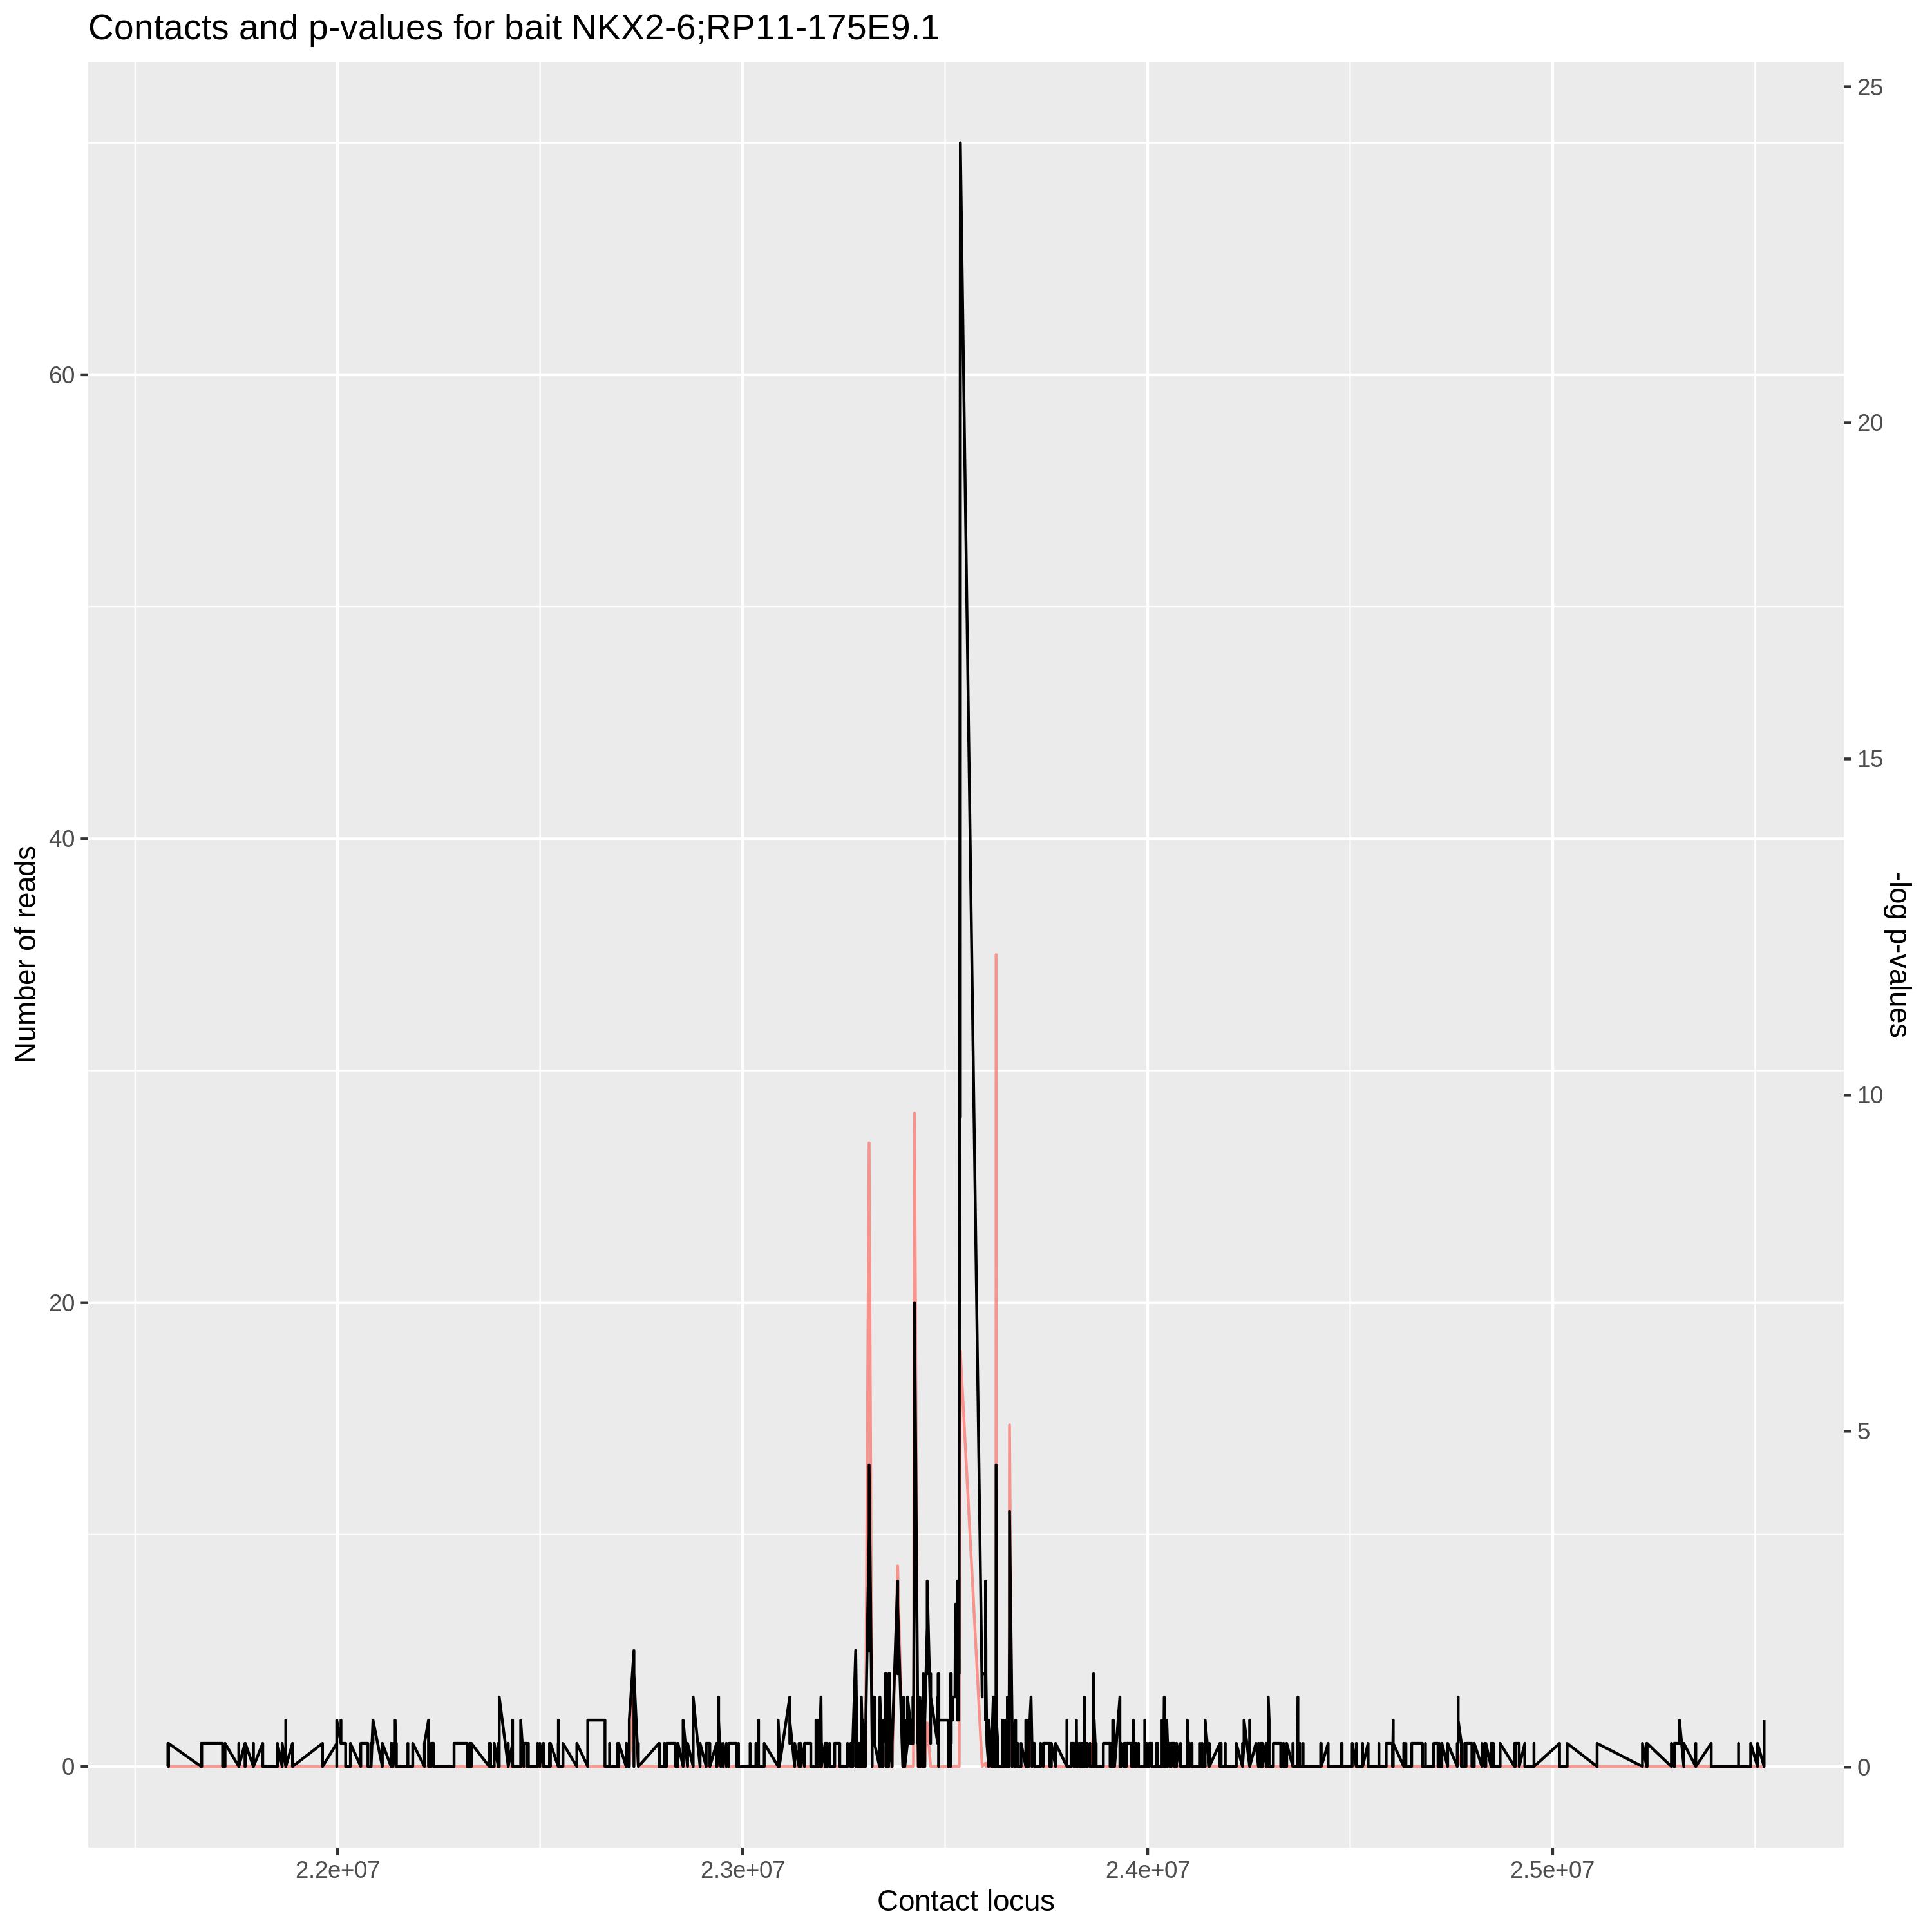 Contacts and p-values for bait NKX2-6;RP11-175E9.1
Number of reads
60
40
20
0
25
20
15
10
5
0
-log p-values
2.2e+07 2.3e+07 2.4e+07 2.5e+07
Contact locus